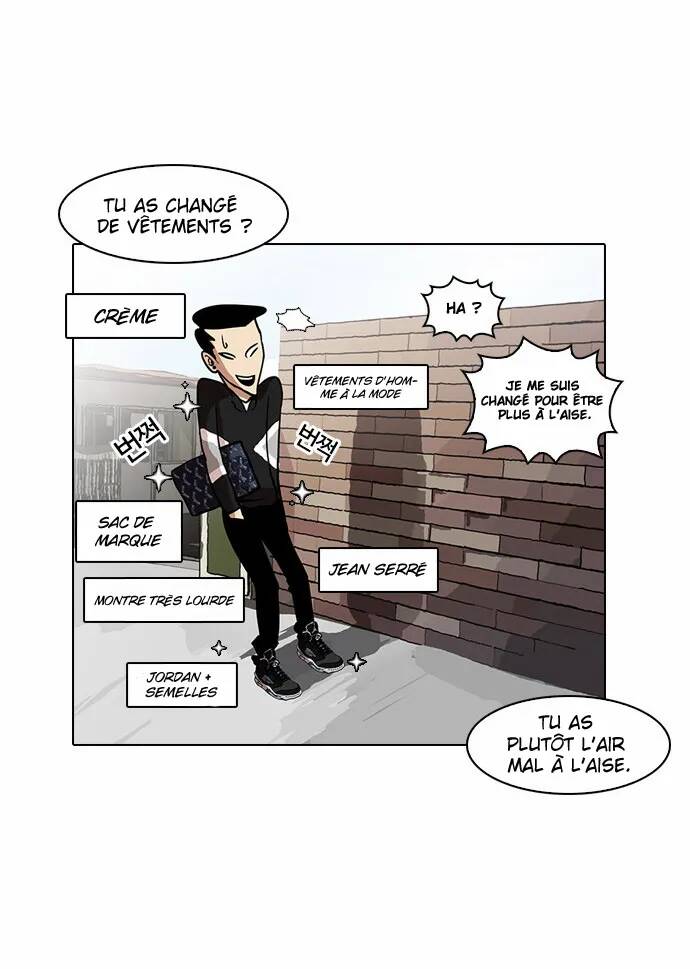 TU AS CHANGÉ
DE VÊTEMENTS ?
CRÈME
HA ?
VÊTEMENTS D'HOM-
ME À LA MODE
JE ME SUIS
CHANGÉ POUR ÊTRE
PLUS À L'AISE.
번쩍
번쩍
SAC DE
MARQUE
JEAN SERRÉ
MONTRE TRÈS LOURDE
JORDAN +
SEMELLES
TU AS
PLUTÔT L'AIR
MAL À L'AISE.